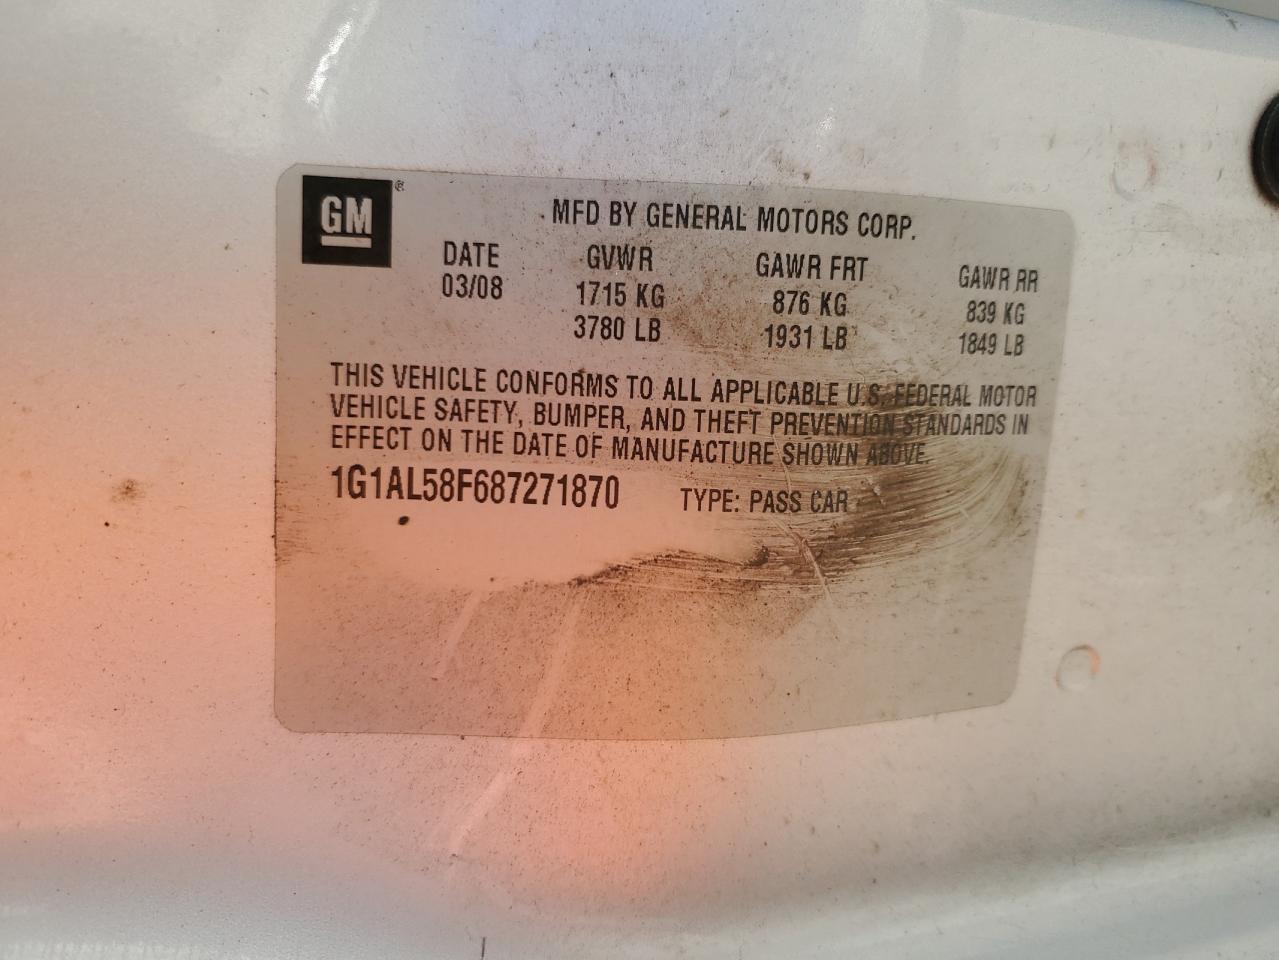 GM®
MFD BY GENERAL MOTORS CORP.
DATE GVWR GAWR FRT GAWR RR
03/08 1715 KG 876 KG 839 KG
3780 LB 1931 LB 1849 LB
THIS VEHICLE CONFORMS TO ALL APPLICABLE U.S. FEDERAL MOTOR
VEHICLE SAFETY, BUMPER, AND THEFT PREVENTION STANDARDS IN
EFFECT ON THE DATE OF MANUFACTURE SHOWN ABOVE.
1G1AL58F687271870 TYPE: PASS CAR